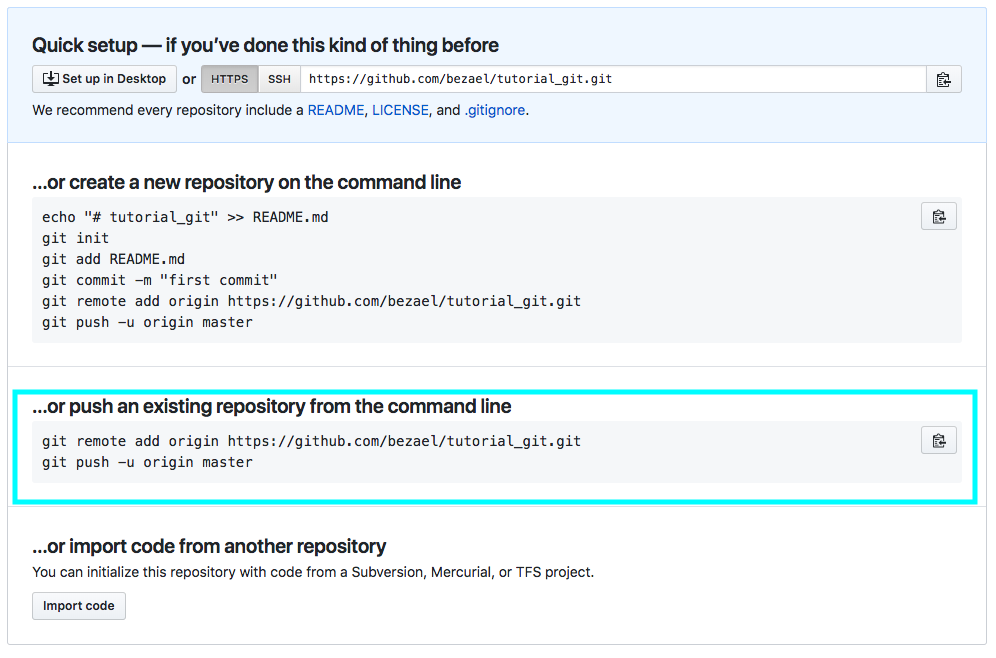 Quick setup — if you’ve done this kind of thing before
Set up in Desktop or HTTPS SSH https://github.com/bezael/tutorial_git.git
We recommend every repository include a README, LICENSE, and .gitignore.
…or create a new repository on the command line
echo "# tutorial_git" >> README.md
git init
git add README.md
git commit -m "first commit"
git remote add origin https://github.com/bezael/tutorial_git.git
git push -u origin master
…or push an existing repository from the command line
git remote add origin https://github.com/bezael/tutorial_git.git
git push -u origin master
…or import code from another repository
You can initialize this repository with code from a Subversion, Mercurial, or TFS project.
Import code